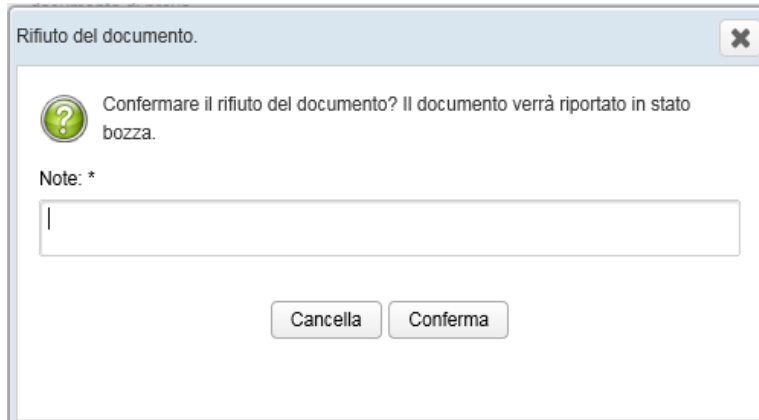 Rifiuto del documento.
Confermare il rifiuto del documento? Il documento verrà riportato in stato
bozza.
Note: *
Cancella
Conferma